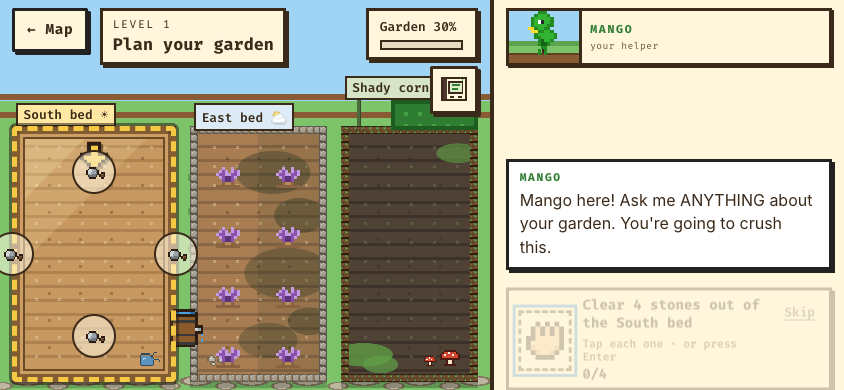 ← Map
LEVEL 1
Plan your garden
Garden 30%
Shady corn
South bed ☀
East bed ⛅
MANGO
your helper
MANGO
Mango here! Ask me ANYTHING about
your garden. You're going to crush
this.
Clear 4 stones out of
the South bed
Skip
Tap each one · or press
Enter
0/4